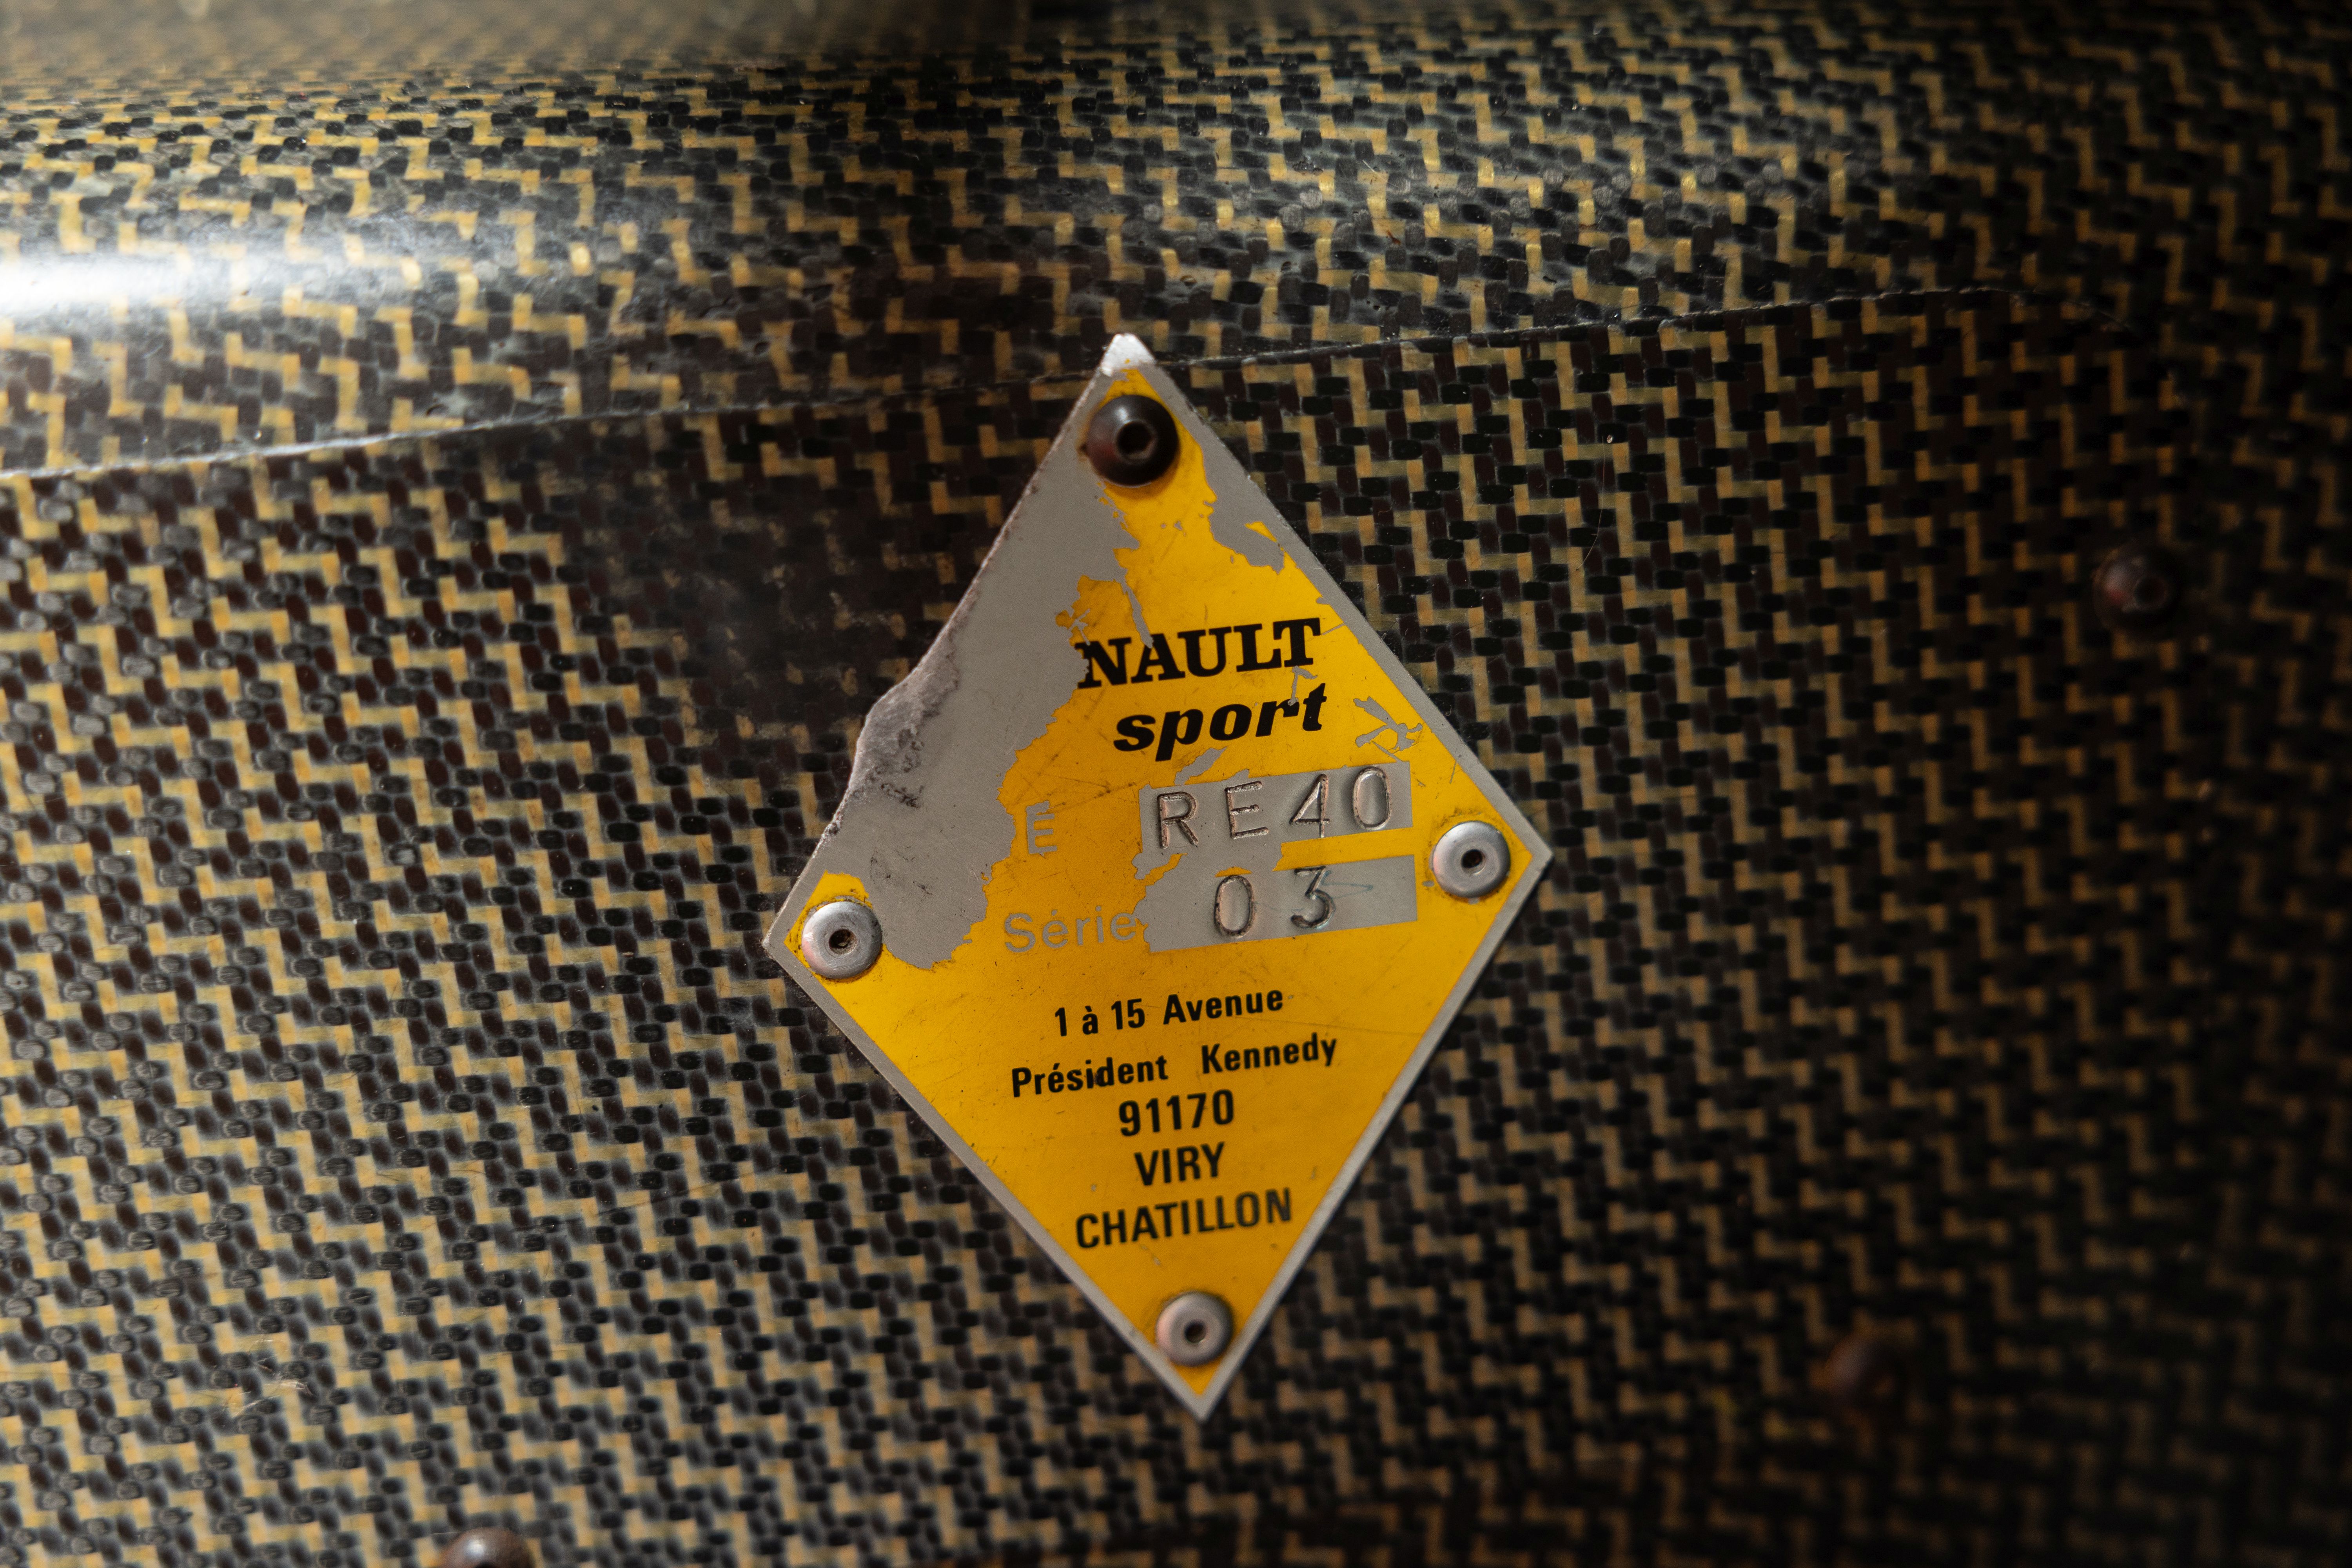 NAULT
sport
E RE40
Série 03
1 à 15 Avenue
Président Kennedy
91170
VIRY
CHATILLON